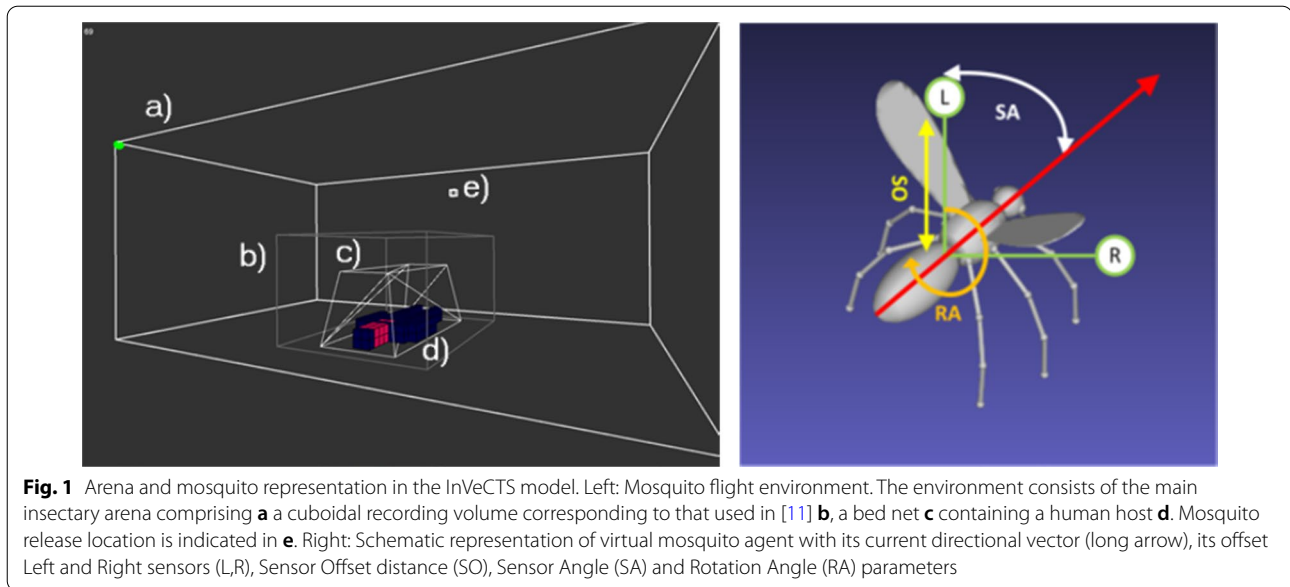 69
a)
b)
c)
d)
e)
L
SA
SO
R
RA
Fig. 1 Arena and mosquito representation in the InVeCTS model. Left: Mosquito flight environment. The environment consists of the main
insectary arena comprising a a cuboidal recording volume corresponding to that used in [11] b, a bed net c containing a human host d. Mosquito
release location is indicated in e. Right: Schematic representation of virtual mosquito agent with its current directional vector (long arrow), its offset
Left and Right sensors (L,R), Sensor Offset distance (SO), Sensor Angle (SA) and Rotation Angle (RA) parameters